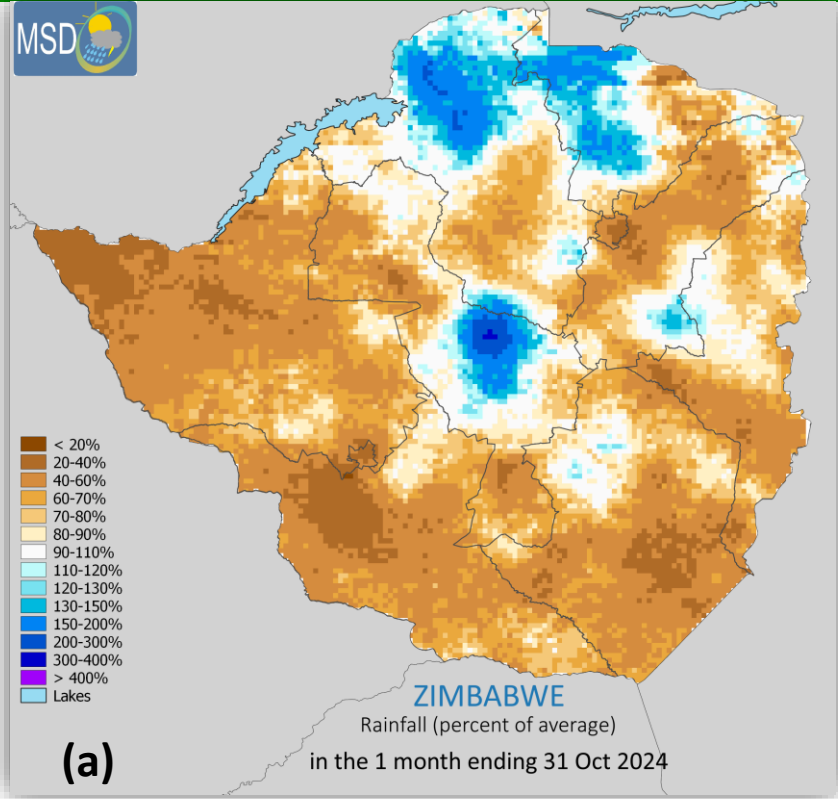 MSD
< 20%
20-40%
40-60%
60-70%
70-80%
80-90%
90-110%
110-120%
120-130%
130-150%
150-200%
200-300%
300-400%
> 400%
Lakes
ZIMBABWE
Rainfall (percent of average)
in the 1 month ending 31 Oct 2024
(a)